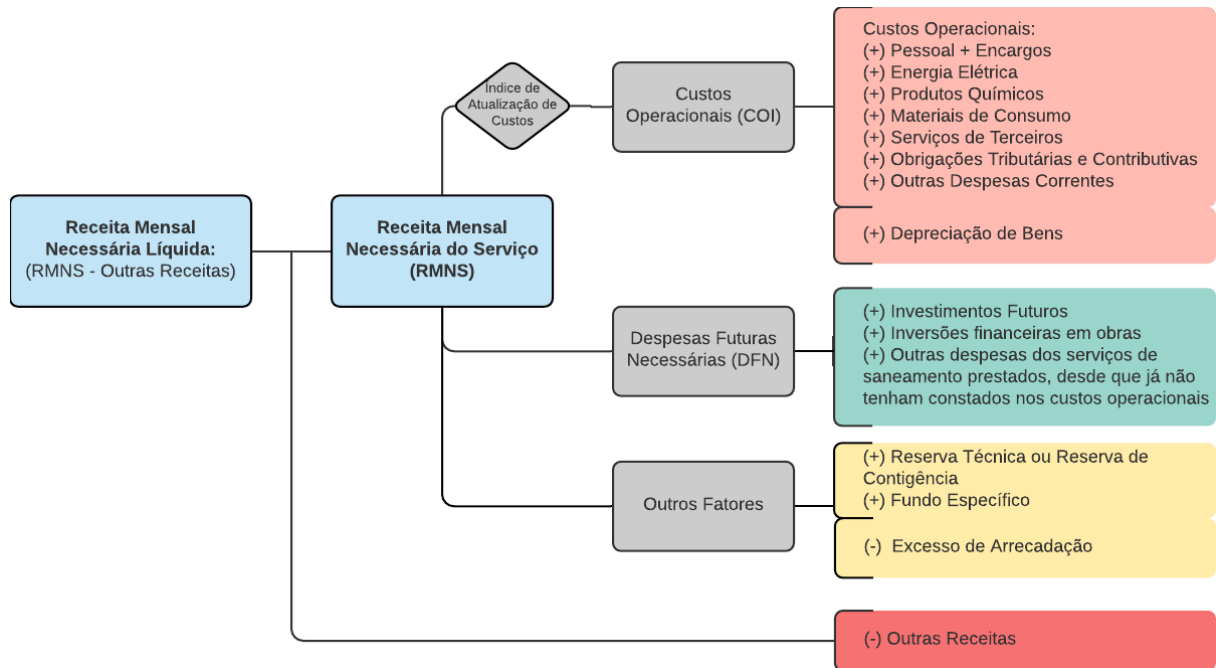 Receita Mensal
Necessária Líquida:
(RMNS - Outras Receitas)
Receita Mensal
Necessária do Serviço
(RMNS)
Índice de
Atualização de
Custos
Custos
Operacionais (COI)
Custos Operacionais:
(+) Pessoal + Encargos
(+) Energia Elétrica
(+) Produtos Químicos
(+) Materiais de Consumo
(+) Serviços de Terceiros
(+) Obrigações Tributárias e Contributivas
(+) Outras Despesas Correntes
(+) Depreciação de Bens
Despesas Futuras
Necessárias (DFN)
(+) Investimentos Futuros
(+) Inversões financeiras em obras
(+) Outras despesas dos serviços de
saneamento prestados, desde que já não
tenham constados nos custos operacionais
Outros Fatores
(+) Reserva Técnica ou Reserva de
Contigência
(+) Fundo Específico
(-) Excesso de Arrecadação
(-) Outras Receitas